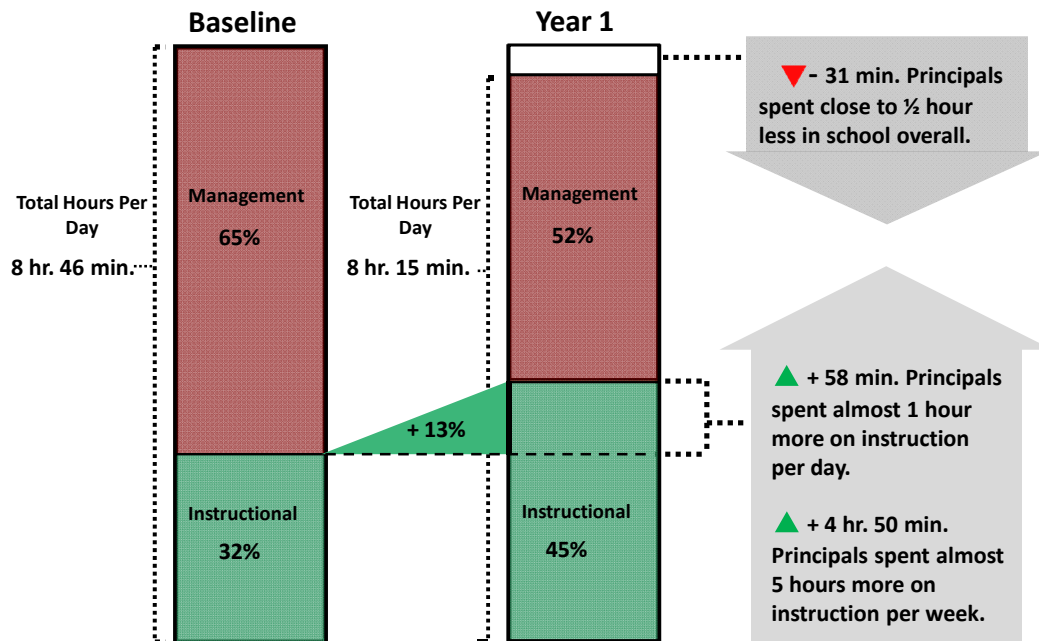 Baseline
Year 1
Management
65%
Total Hours Per
Day
8 hr. 46 min.
Instructional
32%
+ 13%
Management
52%
Total Hours Per
Day
8 hr. 15 min.
Instructional
45%
- 31 min. Principals
spent close to ½ hour
less in school overall.
+ 58 min. Principals
spent almost 1 hour
more on instruction
per day.
+ 4 hr. 50 min.
Principals spent almost
5 hours more on
instruction per week.